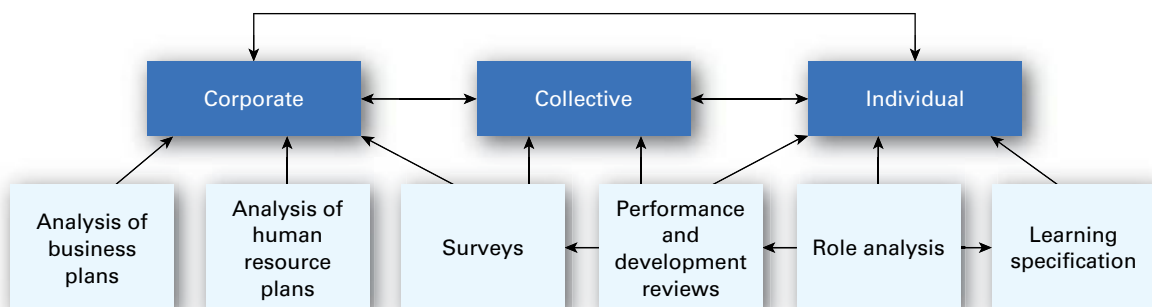 Corporate
Collective
Individual
Analysis of
business
plans
Analysis of
human
resource
plans
Surveys
Performance
and
development
reviews
Role analysis
Learning
specification